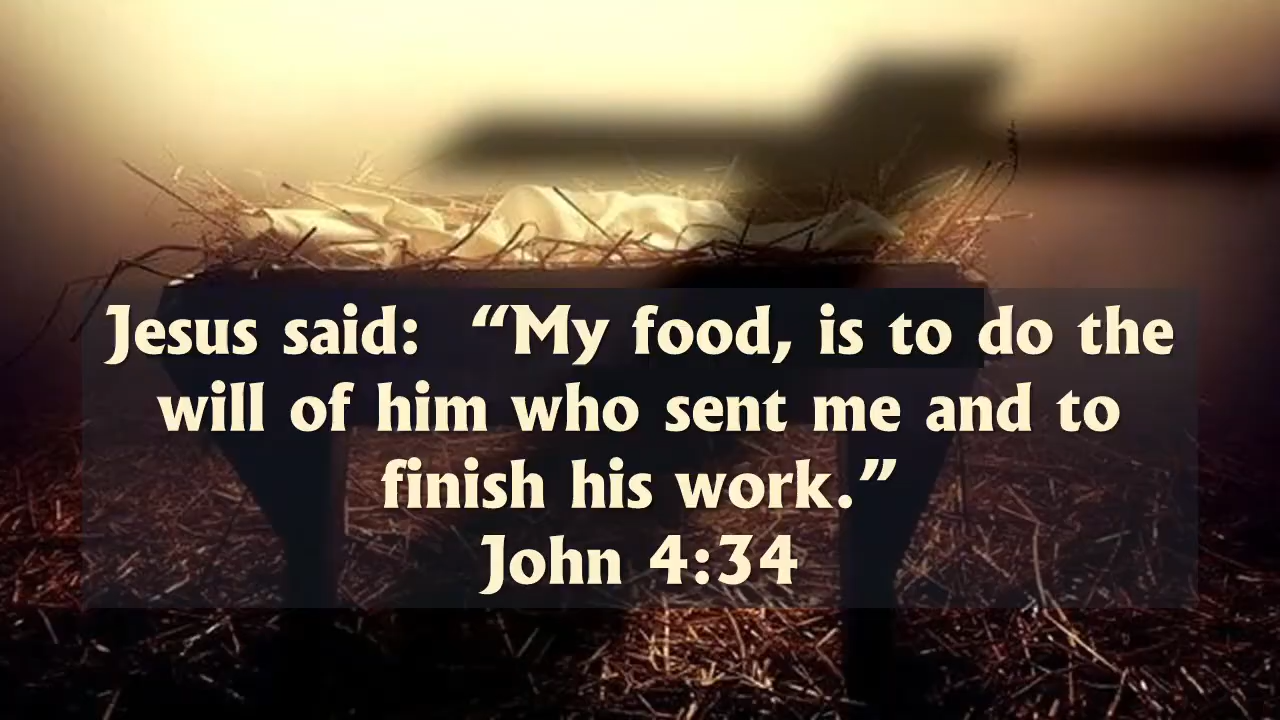 Jesus said:  “My food, is to do the
will of him who sent me and to
finish his work.”
John 4:34